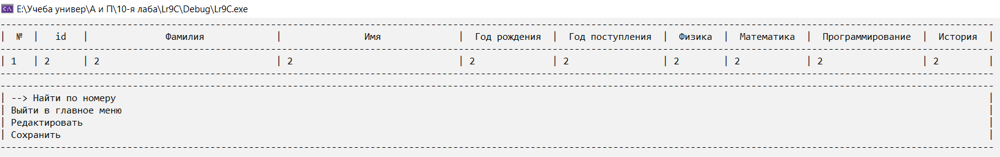 E:\Учеба универ\А и П\10-я лаба\Lr9C\Debug\Lr9C.exe
| № | id | Фамилия | Имя | Год рождения | Год поступления | Физика | Математика | Программирование | История |
| 1 | 2 | 2 | 2 | 2 | 2 | 2 | 2 | 2 | 2 |
| --> Найти по номеру |
| Выйти в главное меню |
| Редактировать |
| Сохранить |